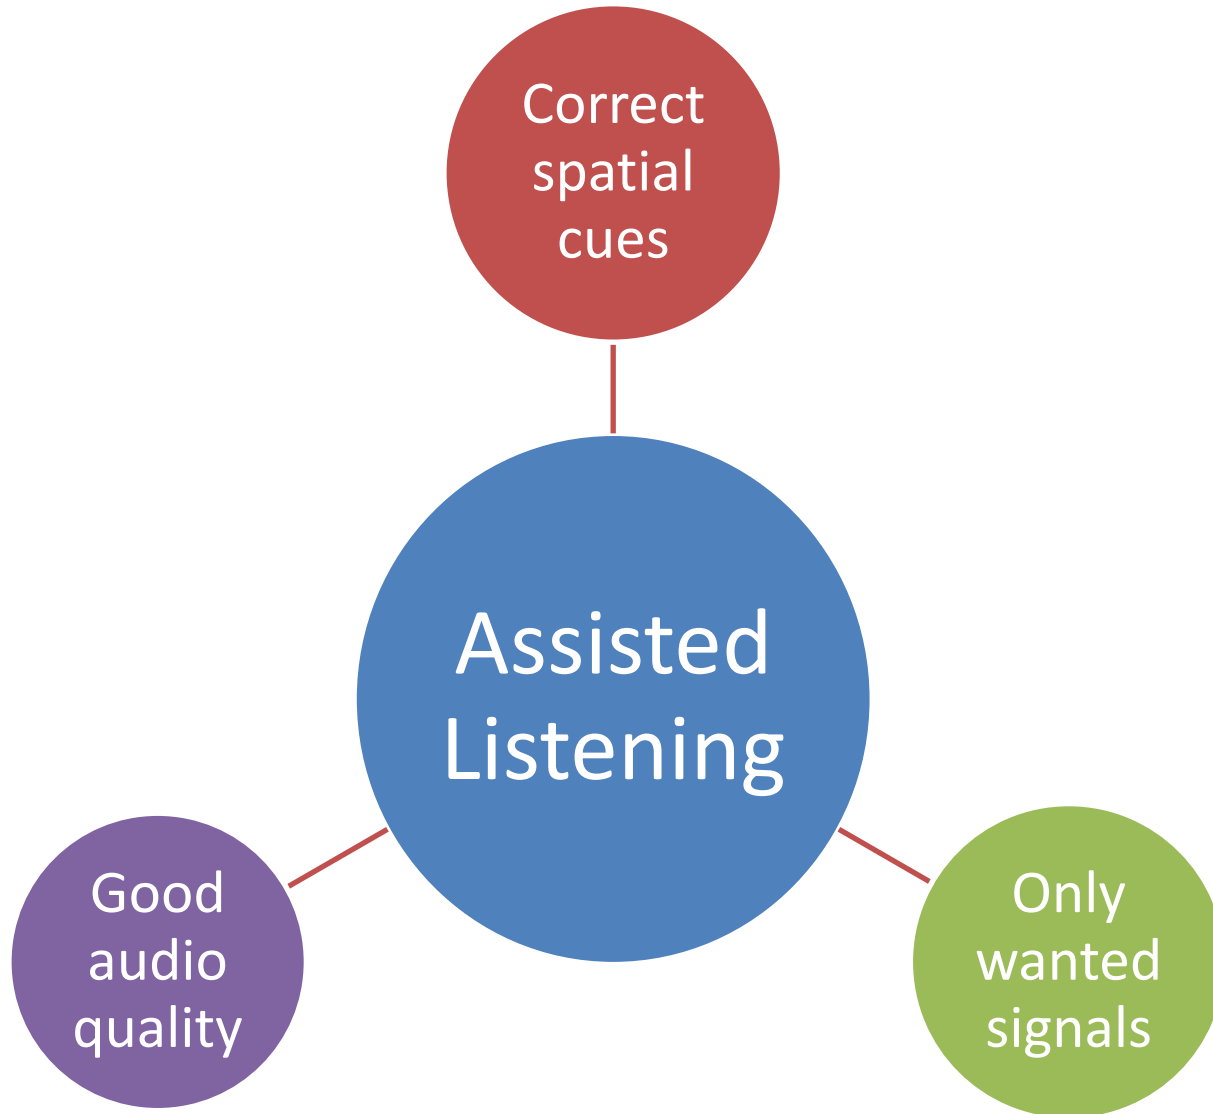 Correct
spatial
cues
Assisted
Listening
Good
audio
quality
Only
wanted
signals